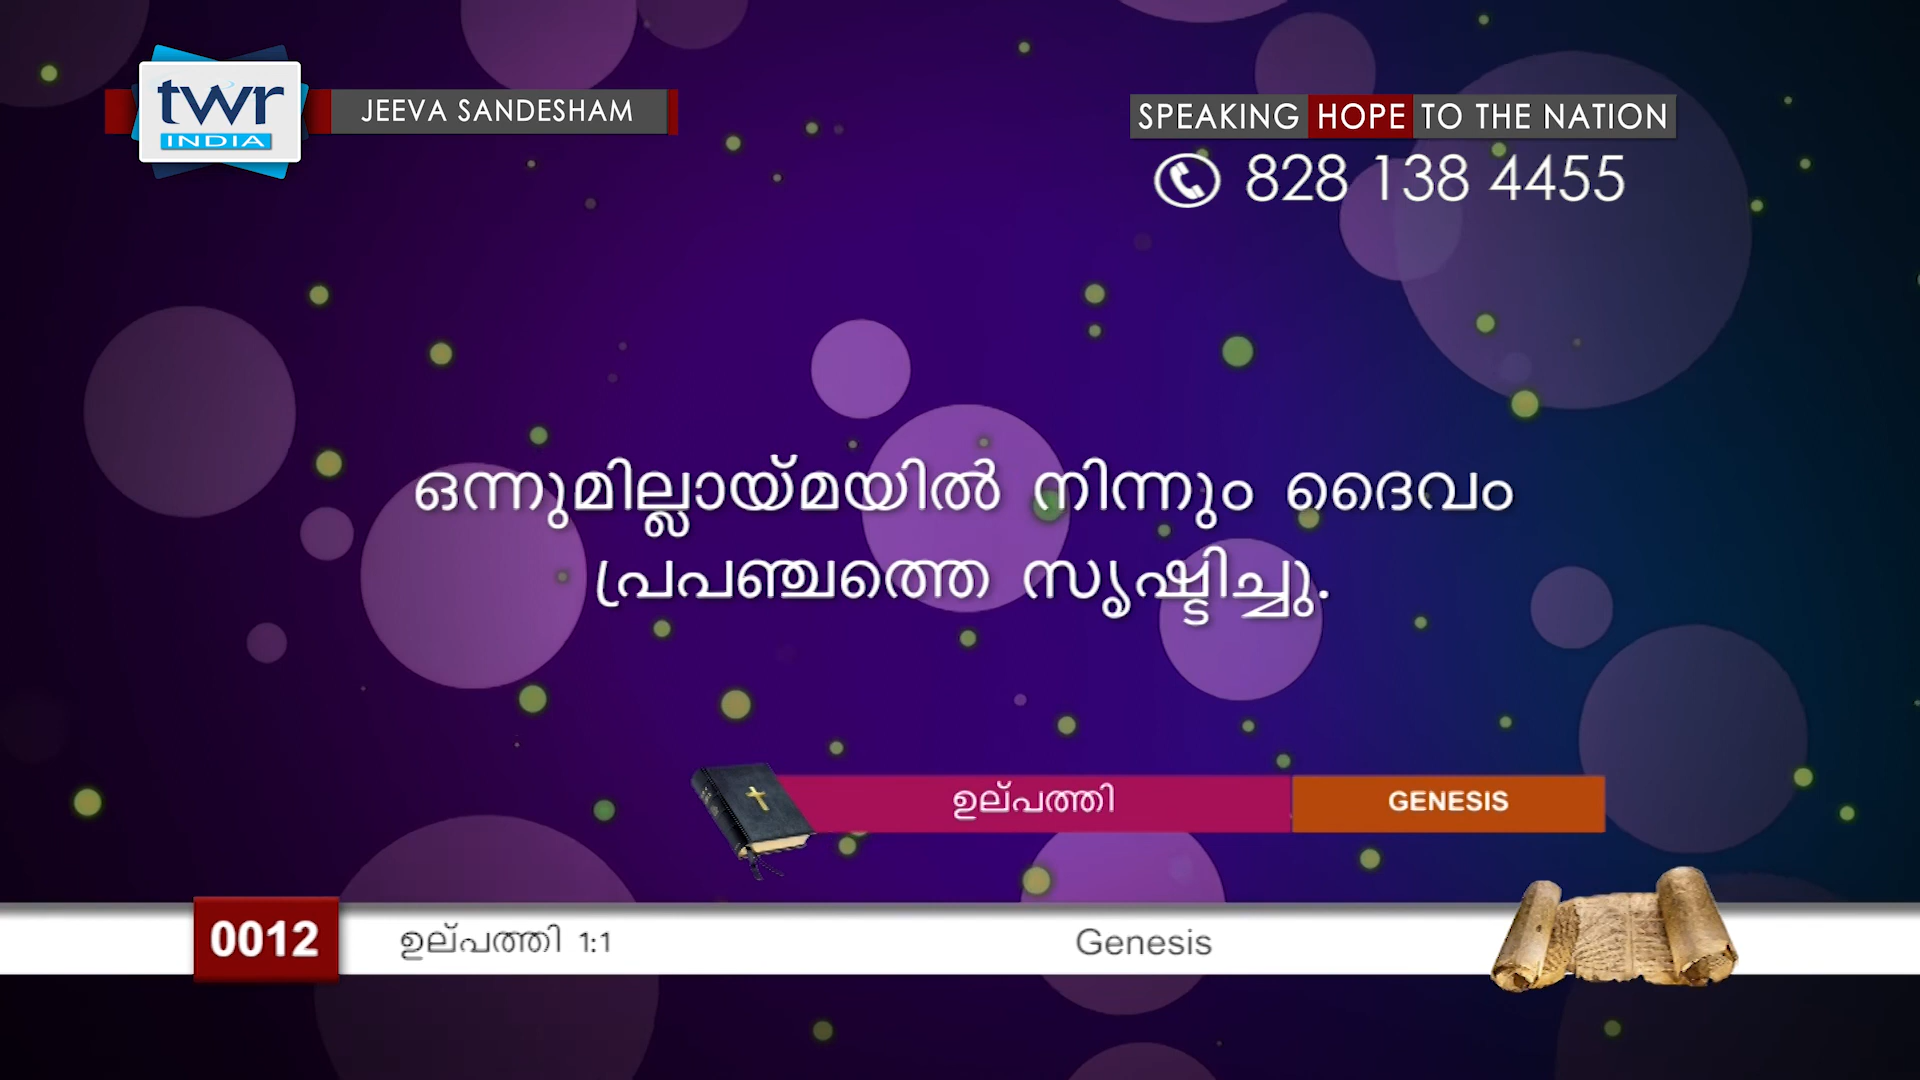 twr
INDIA
JEEVA SANDESHAM
SPEAKING HOPE TO THE NATION
828 138 4455
ഒന്നുമില്ലായ്മയിൽ നിന്നും ദൈവം
പ്രപഞ്ചത്തെ സൃഷ്ടിച്ചു.
ഉല്പത്തി GENESIS
0012 ഉല്പത്തി 1:1 Genesis